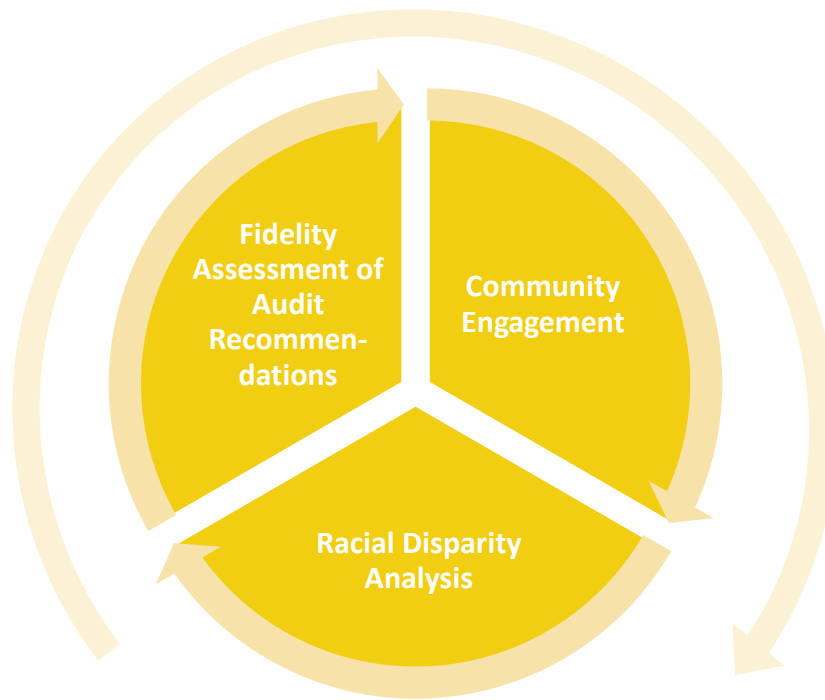 Fidelity
Assessment of
Audit
Recommen-
dations
Community
Engagement
Racial Disparity
Analysis